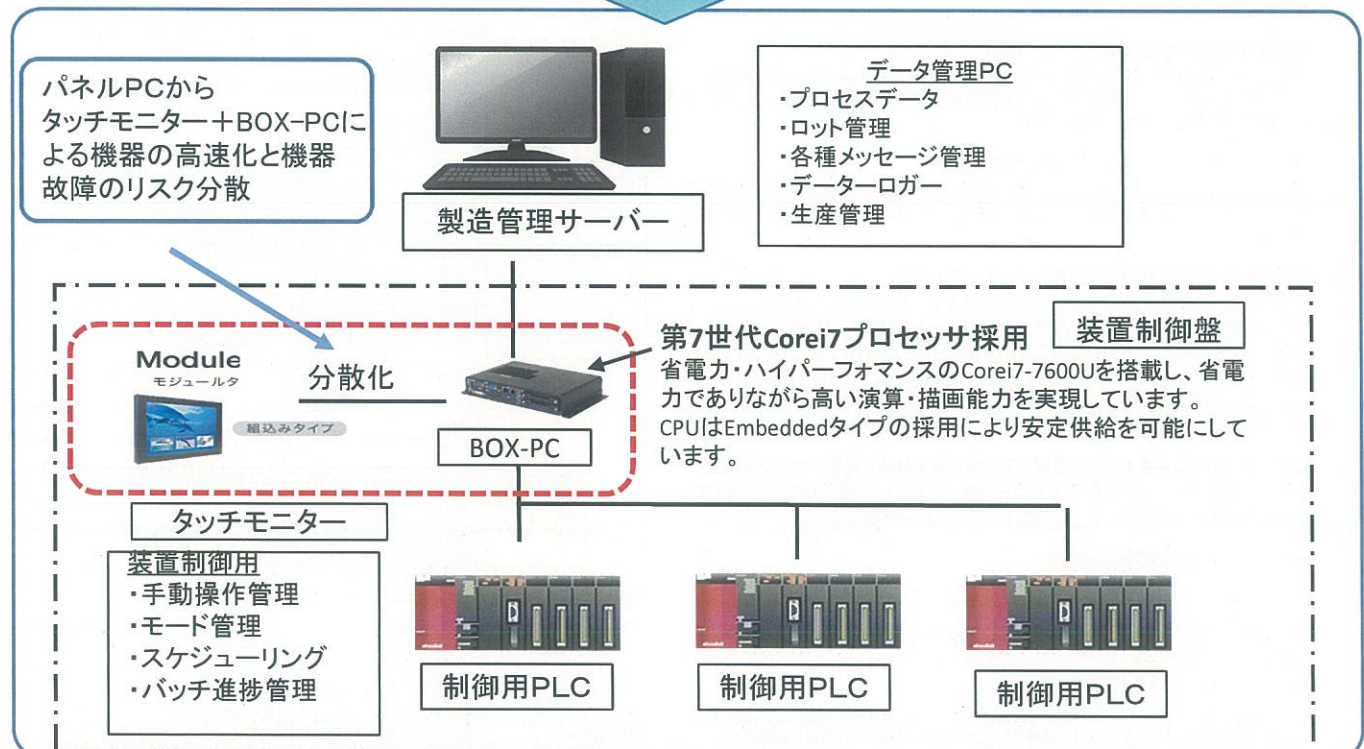 パネルPCから
タッチモニター＋BOX-PCに
よる機器の高速化と機器
故障のリスク分散
製造管理サーバー
データ管理PC
・プロセスデータ
・ロット管理
・各種メッセージ管理
・データーロガー
・生産管理
装置制御盤
Module
モジュールタ
組込みタイプ
分散化
BOX-PC
第7世代Corei7プロセッサ採用
省電力・ハイパーフォマンスのCorei7-7600Uを搭載し、省電
力でありながら高い演算・描画能力を実現しています。
CPUはEmbeddedタイプの採用により安定供給を可能にして
います。
タッチモニター
装置制御用
・手動操作管理
・モード管理
・スケジューリング
・バッチ進捗管理
制御用PLC
制御用PLC
制御用PLC